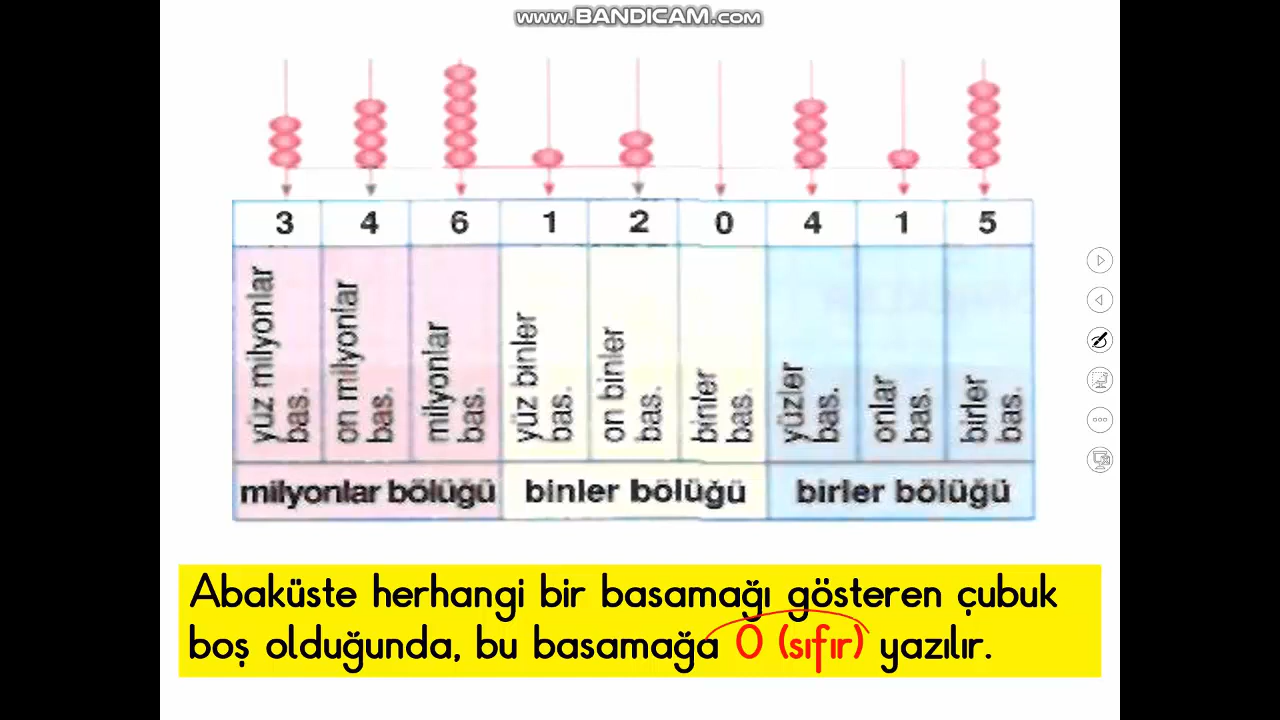 www.BANDICAM.com
3 4 6 1 2 0 4 1 5
yüz milyonlar bas.
on milyonlar bas.
milyonlar bas.
yüz binler bas.
on binler bas.
binler bas.
yüzler bas.
onlar bas.
birler bas.
milyonlar bölüğü binler bölüğü birler bölüğü
Abaküste herhangi bir basamağı gösteren çubuk
boş olduğunda, bu basamağa 0 (sıfır) yazılır.